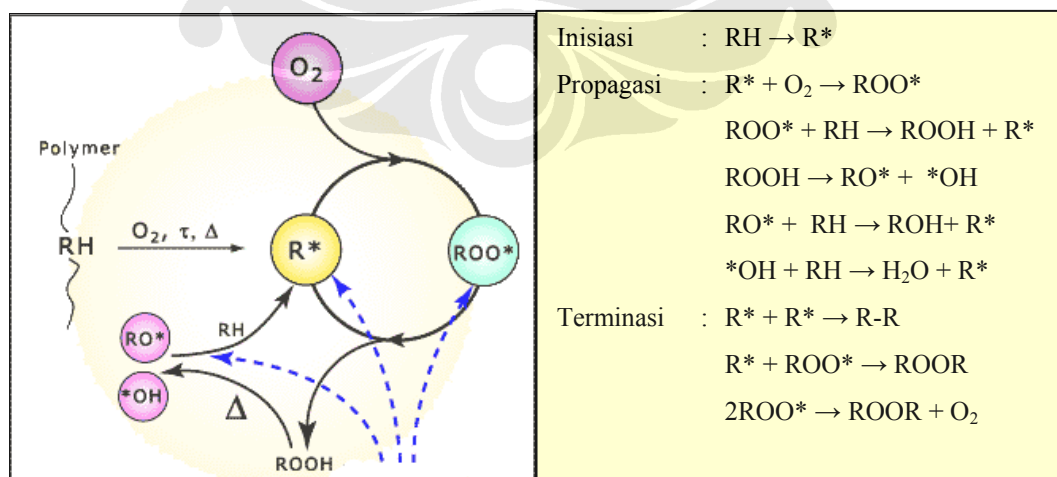 O₂
Polymer
RH
O₂, τ, Δ
R*
ROO*
RO*
RH
*OH
Δ
ROOH
Inisiasi : RH → R*
Propagasi : R* + O₂ → ROO*
ROO* + RH → ROOH + R*
ROOH → RO* + *OH
RO* + RH → ROH+ R*
*OH + RH → H₂O + R*
Terminasi : R* + R* → R-R
R* + ROO* → ROOR
2ROO* → ROOR + O₂